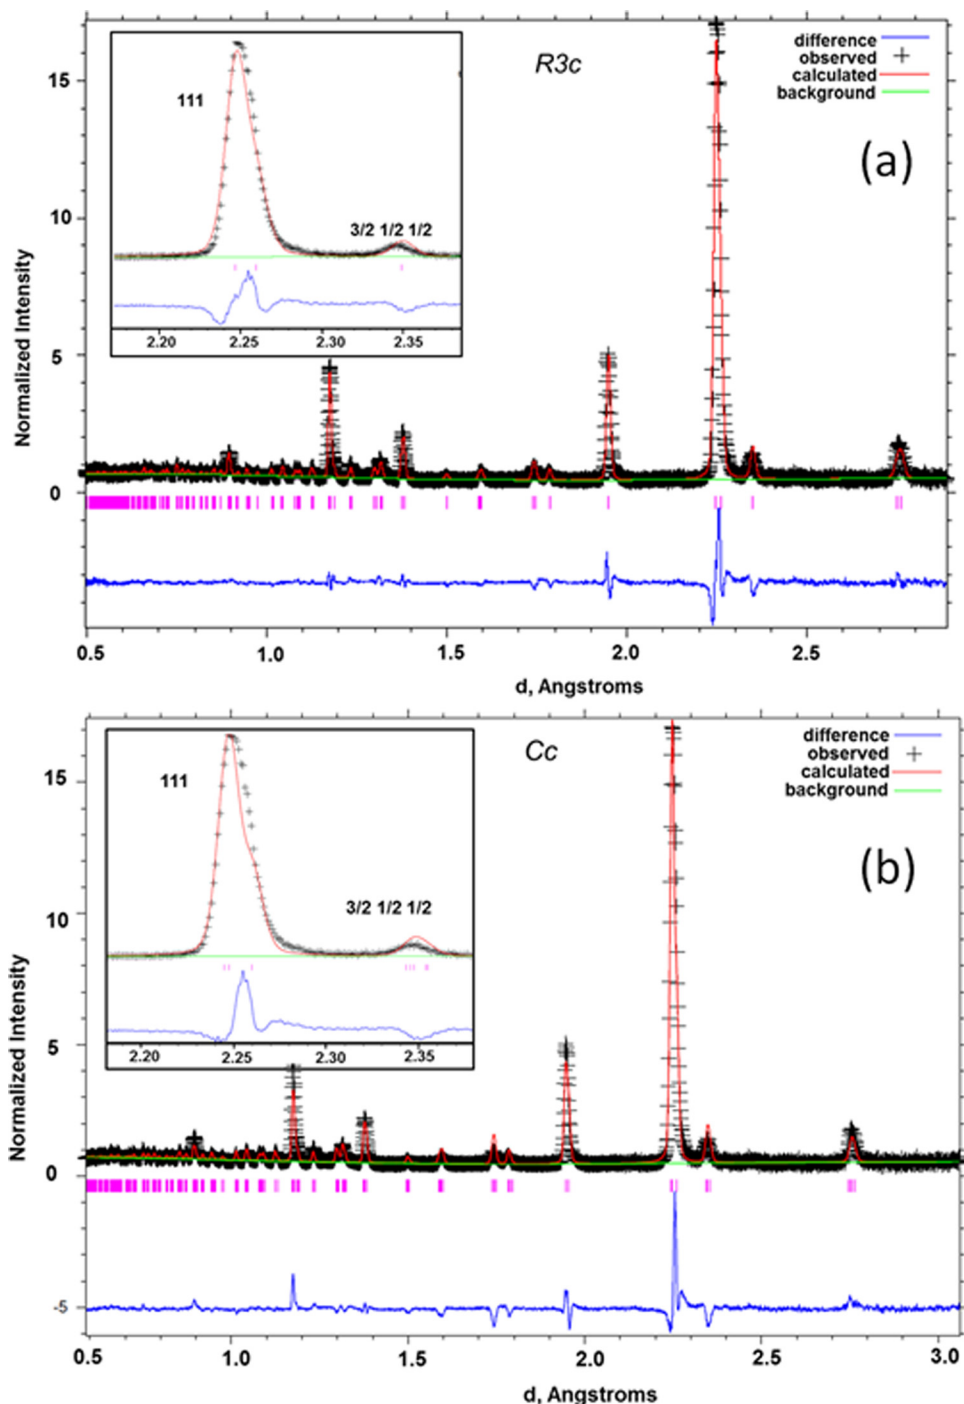 R3c
difference
observed
calculated
background
(a)
111
3/2 1/2 1/2
2.20 2.25 2.30 2.35
15
10
5
0
Normalized Intensity
0.5 1.0 1.5 2.0 2.5
d, Angstroms
Cc
difference
observed
calculated
background
(b)
111
3/2 1/2 1/2
2.20 2.25 2.30 2.35
15
10
5
0
-5
Normalized Intensity
0.5 1.0 1.5 2.0 2.5 3.0
d, Angstroms